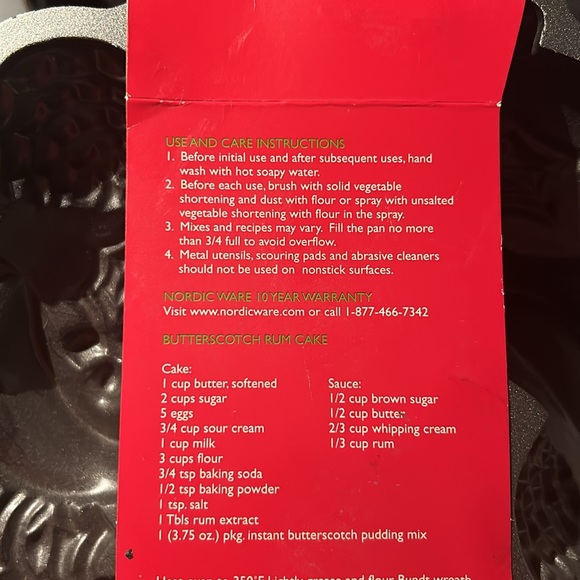 USE AND CARE INSTRUCTIONS
1. Before initial use and after subsequent uses, hand
wash with hot soapy water.
2. Before each use, brush with solid vegetable
shortening and dust with flour or spray with unsalted
vegetable shortening with flour in the spray.
3. Mixes and recipes may vary. Fill the pan no more
than 3/4 full to avoid overflow.
4. Metal utensils, scouring pads and abrasive cleaners
should not be used on nonstick surfaces.
NORDIC WARE 10 YEAR WARRANTY
Visit www.nordicware.com or call 1-877-466-7342
BUTTERSCOTCH RUM CAKE
Cake:
1 cup butter, softened
2 cups sugar
5 eggs
3/4 cup sour cream
1 cup milk
3 cups flour
3/4 tsp baking soda
1/2 tsp baking powder
1 tsp. salt
1 Tbls rum extract
1 (3.75 oz.) pkg. instant butterscotch pudding mix
Sauce:
1/2 cup brown sugar
1/2 cup butter
2/3 cup whipping cream
1/3 cup rum
350°F Lightly grease and flour Bundt wreath